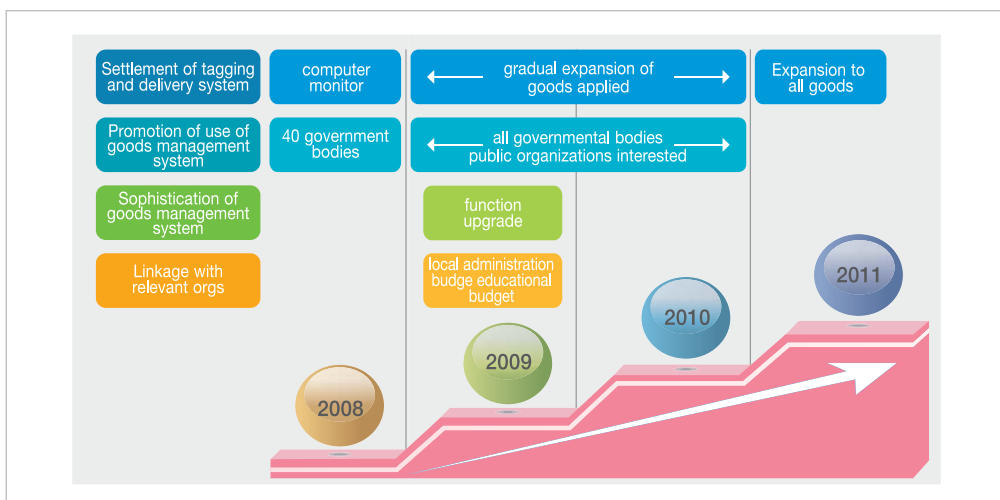 Settlement of tagging
and delivery system
computer
monitor
gradual expansion of
goods applied
Expansion to
all goods
Promotion of use of
goods management
system
40 government
bodies
all governmental bodies
public organizations interested
Sophistication of
goods management
system
function
upgrade
Linkage with
relevant orgs
local administration
budge educational
budget
2008
2009
2010
2011